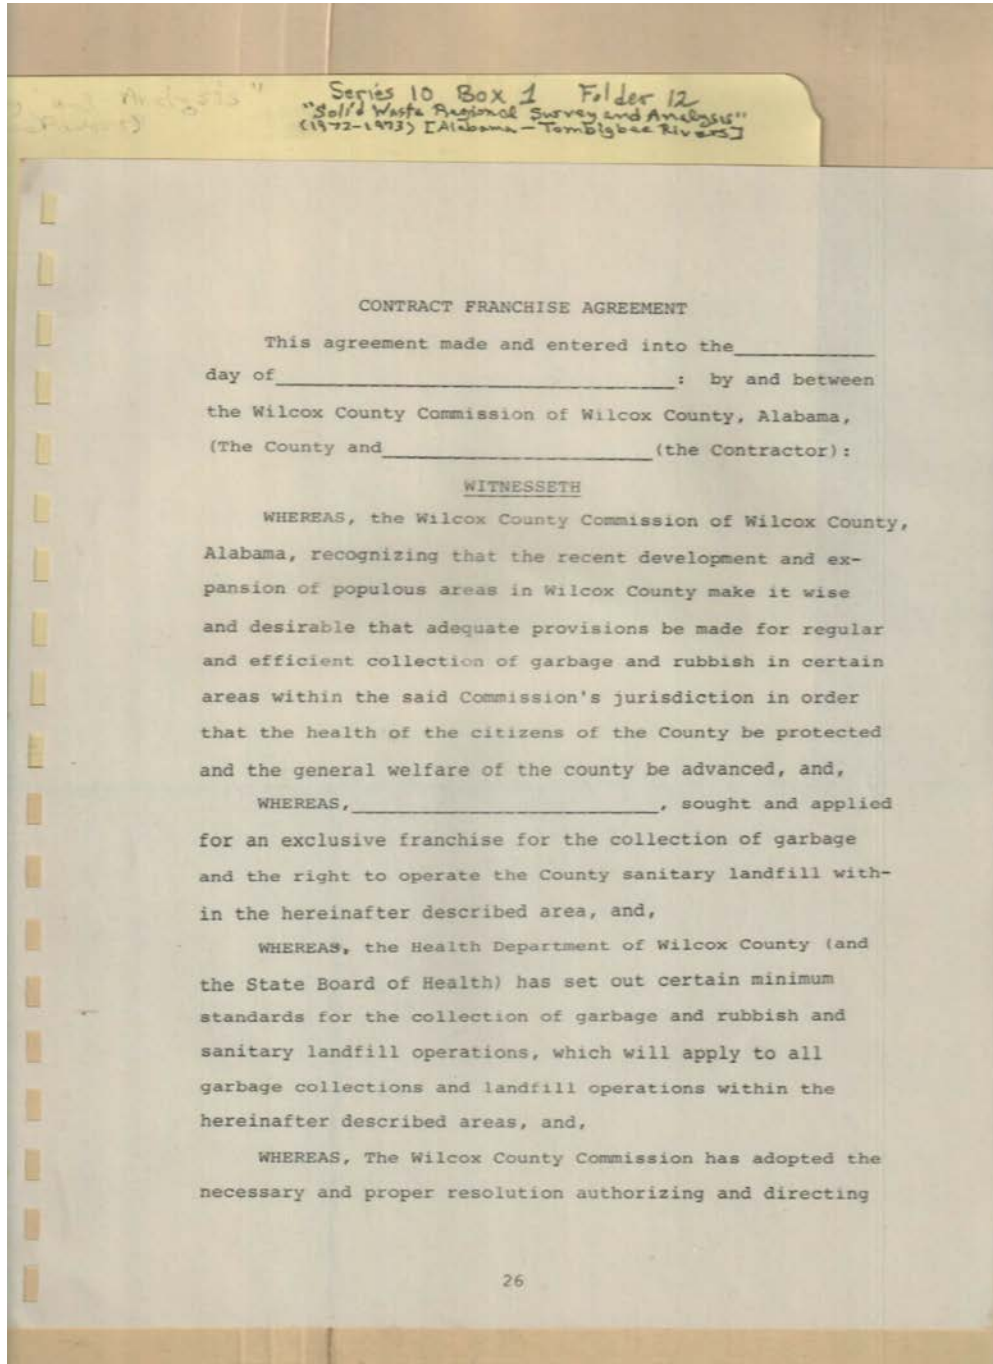 Series 10 Box 1 Folder 12
"Solid Waste Regional Survey and Analysis"
(1972-1973) [Alabama - Tombigbee Rivers]
CONTRACT FRANCHISE AGREEMENT
This agreement made and entered into the__________
day of______________________________: by and between
the Wilcox County Commission of Wilcox County, Alabama,
(The County and____________________(the Contractor):
WITNESSETH
WHEREAS, the Wilcox County Commission of Wilcox County,
Alabama, recognizing that the recent development and ex-
pansion of populous areas in Wilcox County make it wise
and desirable that adequate provisions be made for regular
and efficient collection of garbage and rubbish in certain
areas within the said Commission's jurisdiction in order
that the health of the citizens of the County be protected
and the general welfare of the county be advanced, and,
WHEREAS,_______________________, sought and applied
for an exclusive franchise for the collection of garbage
and the right to operate the County sanitary landfill with-
in the hereinafter described area, and,
WHEREAS, the Health Department of Wilcox County (and
the State Board of Health) has set out certain minimum
standards for the collection of garbage and rubbish and
sanitary landfill operations, which will apply to all
garbage collections and landfill operations within the
hereinafter described areas, and,
WHEREAS, The Wilcox County Commission has adopted the
necessary and proper resolution authorizing and directing
26